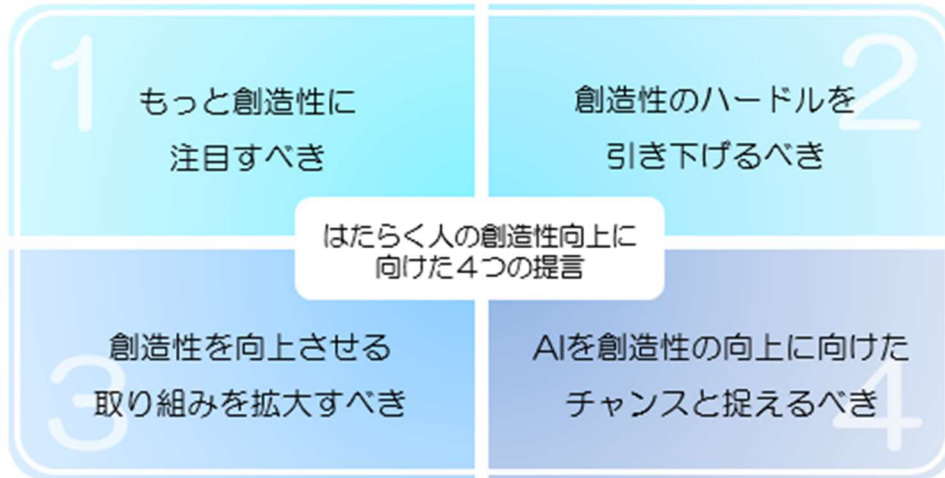 1
もっと創造性に
注目すべき
2
創造性のハードルを
引き下げるべき
はたらく人の創造性向上に
向けた4つの提言
3
創造性を向上させる
取り組みを拡大すべき
4
AIを創造性の向上に向けた
チャンスと捉えるべき